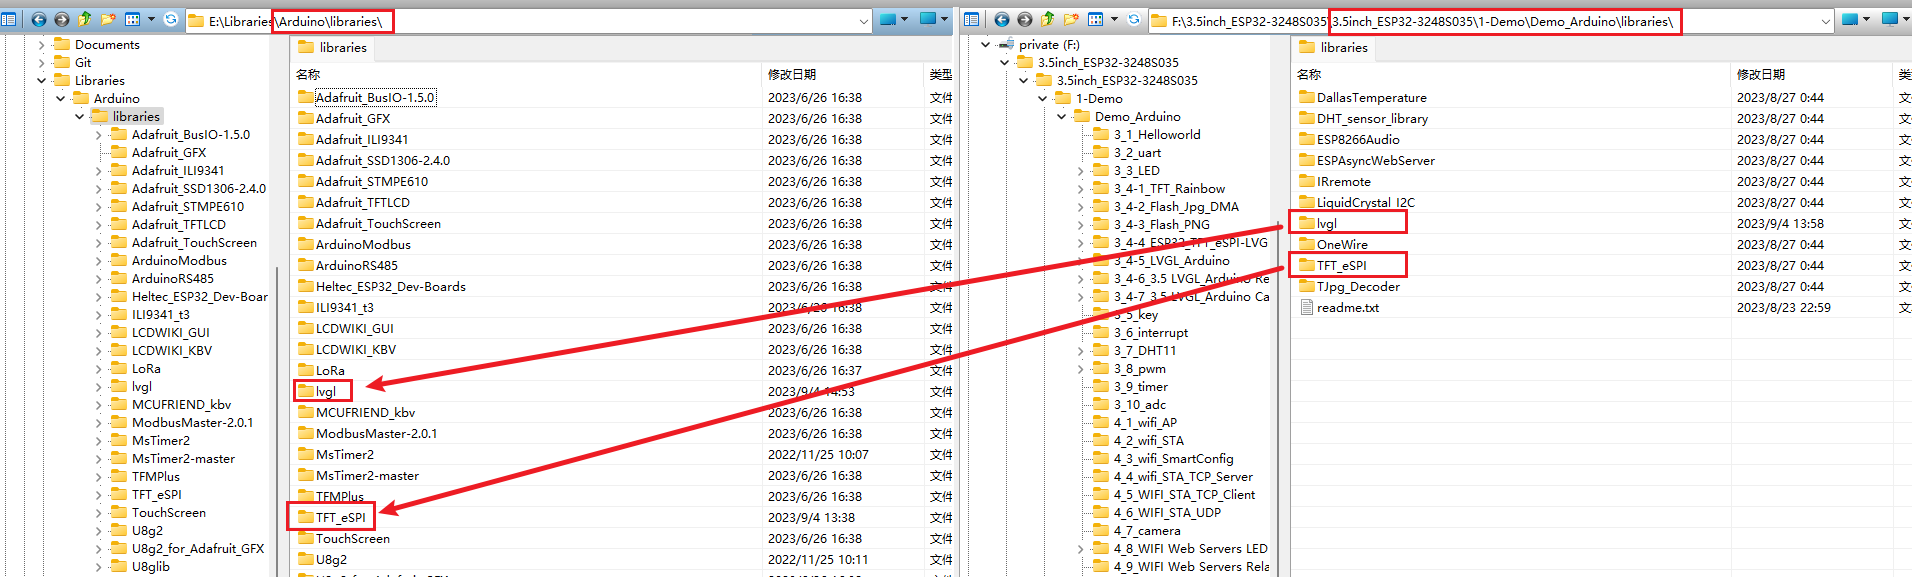 E:\Libraries\Arduino\libraries\
Documents
Git
Libraries
Arduino
libraries
Adafruit_BusIO-1.5.0
Adafruit_GFX
Adafruit_ILI9341
Adafruit_SSD1306-2.4.0
Adafruit_STMPE610
Adafruit_TFTLCD
Adafruit_TouchScreen
ArduinoModbus
ArduinoRS485
Heltec_ESP32_Dev-Boar
ILI9341_t3
LCDWIKI_GUI
LCDWIKI_KBV
LoRa
lvgl
MCUFRIEND_kbv
ModbusMaster-2.0.1
MsTimer2
MsTimer2-master
TFMPlus
TFT_eSPI
TouchScreen
U8g2
U8g2_for_Adafruit_GFX
U8glib
libraries
名称 修改日期 类型
Adafruit_BusIO-1.5.0 2023/6/26 16:38 文件
Adafruit_GFX 2023/6/26 16:38 文件
Adafruit_ILI9341 2023/6/26 16:38 文件
Adafruit_SSD1306-2.4.0 2023/6/26 16:38 文件
Adafruit_STMPE610 2023/6/26 16:38 文件
Adafruit_TFTLCD 2023/6/26 16:38 文件
Adafruit_TouchScreen 2023/6/26 16:38 文件
ArduinoModbus 2023/6/26 16:38 文件
ArduinoRS485 2023/6/26 16:38 文件
Heltec_ESP32_Dev-Boards 2023/6/26 16:38 文件
ILI9341_t3 2023/6/26 16:38 文件
LCDWIKI_GUI 2023/6/26 16:38 文件
LCDWIKI_KBV 2023/6/26 16:38 文件
LoRa 2023/6/26 16:37 文件
lvgl 2023/9/4 14:53 文件
MCUFRIEND_kbv 2023/6/26 16:38 文件
ModbusMaster-2.0.1 2023/6/26 16:38 文件
MsTimer2 2022/11/25 10:07 文件
MsTimer2-master 2023/6/26 16:38 文件
TFMPlus 2023/6/26 16:38 文件
TFT_eSPI 2023/9/4 13:38 文件
TouchScreen 2023/6/26 16:38 文件
U8g2 2022/11/25 10:11 文件
F:\3.5inch_ESP32-3248S035\3.5inch_ESP32-3248S035\1-Demo\Demo_Arduino\libraries\
private (F:)
3.5inch_ESP32-3248S035
3.5inch_ESP32-3248S035
1-Demo
Demo_Arduino
3_1_Helloworld
3_2_uart
3_3_LED
3_4-1_TFT_Rainbow
3_4-2_Flash_Jpg_DMA
3_4-3_Flash_PNG
3_4-4_ESP32_TFT_eSPI-LVG
3_4-5_LVGL_Arduino
3_4-6_3.5 LVGL_Arduino Re
3_4-7_3.5 LVGL_Arduino Ca
3_5_key
3_6_interrupt
3_7_DHT11
3_8_pwm
3_9_timer
3_10_adc
4_1_wifi_AP
4_2_wifi_STA
4_3_wifi_SmartConfig
4_4_wifi_STA_TCP_Server
4_5_WIFI_STA_TCP_Client
4_6_WIFI_STA_UDP
4_7_camera
4_8_WIFI Web Servers LED
4_9_WIFI Web Servers Rela
libraries
名称 修改日期 类
DallasTemperature 2023/8/27 0:44 文
DHT_sensor_library 2023/8/27 0:44 文
ESP8266Audio 2023/8/27 0:44 文
ESPAsyncWebServer 2023/8/27 0:44 文
IRremote 2023/8/27 0:44 文
LiquidCrystal_I2C 2023/8/27 0:44 文
lvgl 2023/9/4 13:58 文
OneWire 2023/8/27 0:44 文
TFT_eSPI 2023/8/27 0:44 文
TJpg_Decoder 2023/8/27 0:44 文
readme.txt 2023/8/23 22:59 文